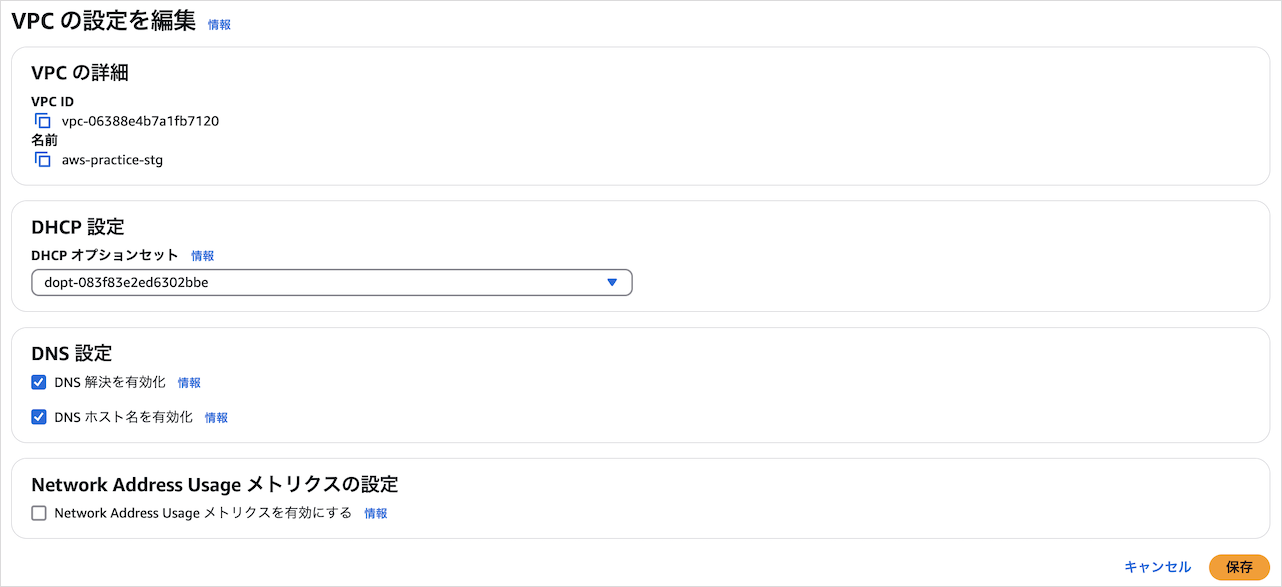 VPC の設定を編集 情報
VPC の詳細
VPC ID
vpc-06388e4b7a1fb7120
名前
aws-practice-stg
DHCP 設定
DHCP オプションセット 情報
dopt-083f83e2ed6302bbe
DNS 設定
DNS 解決を有効化 情報
DNS ホスト名を有効化 情報
Network Address Usage メトリクスの設定
Network Address Usage メトリクスを有効にする 情報
キャンセル 保存